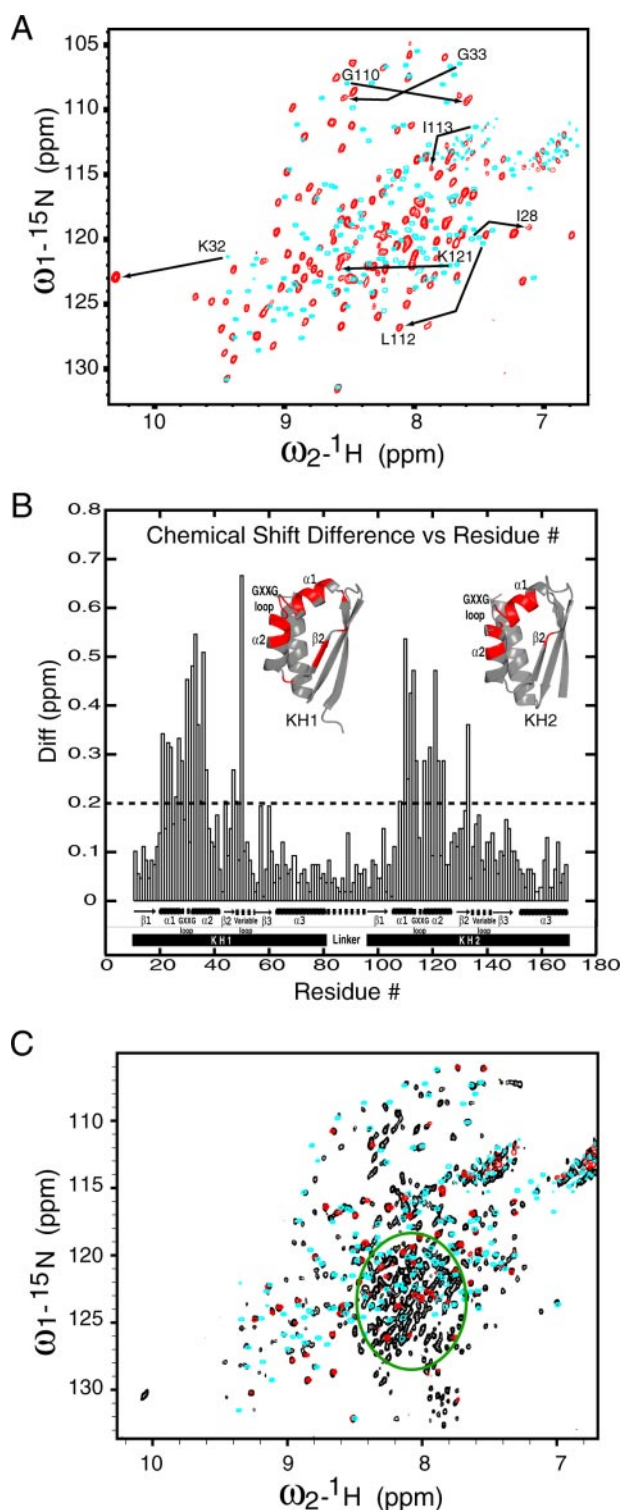 A
105
110
115
120
125
130
ω1-15N (ppm)
G33
G110
I113
I28
K32
K121
L112
10
9
8
7
ω2-1H (ppm)
B
Chemical Shift Difference vs Residue #
0.8
0.7
0.6
0.5
0.4
0.3
0.2
0.1
0
Diff (ppm)
GXXG loop
α1
α2
β2
KH1
GXXG loop
α1
α2
β2
KH2
β1 α1 GXXG loop α2 β2 Variable loop β3 α3 β1 α1 GXXG loop α2 β2 Variable loop β3 α3
KH1 Linker KH2
0 20 40 60 80 100 120 140 160 180
Residue #
C
110
115
120
125
130
ω1-15N (ppm)
10
9
8
7
ω2-1H (ppm)